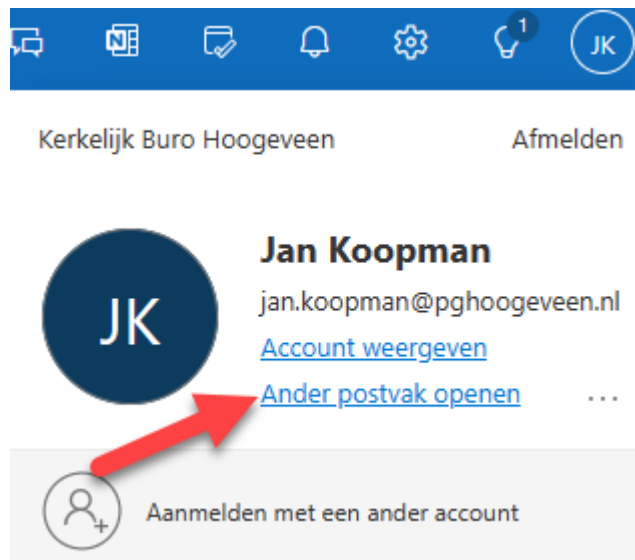 N
1
JK
Kerkelijk Buro Hoogeveen
Afmelden
JK
Jan Koopman
jan.koopman@pghoogeveen.nl
Account weergeven
Ander postvak openen
...
Aanmelden met een ander account